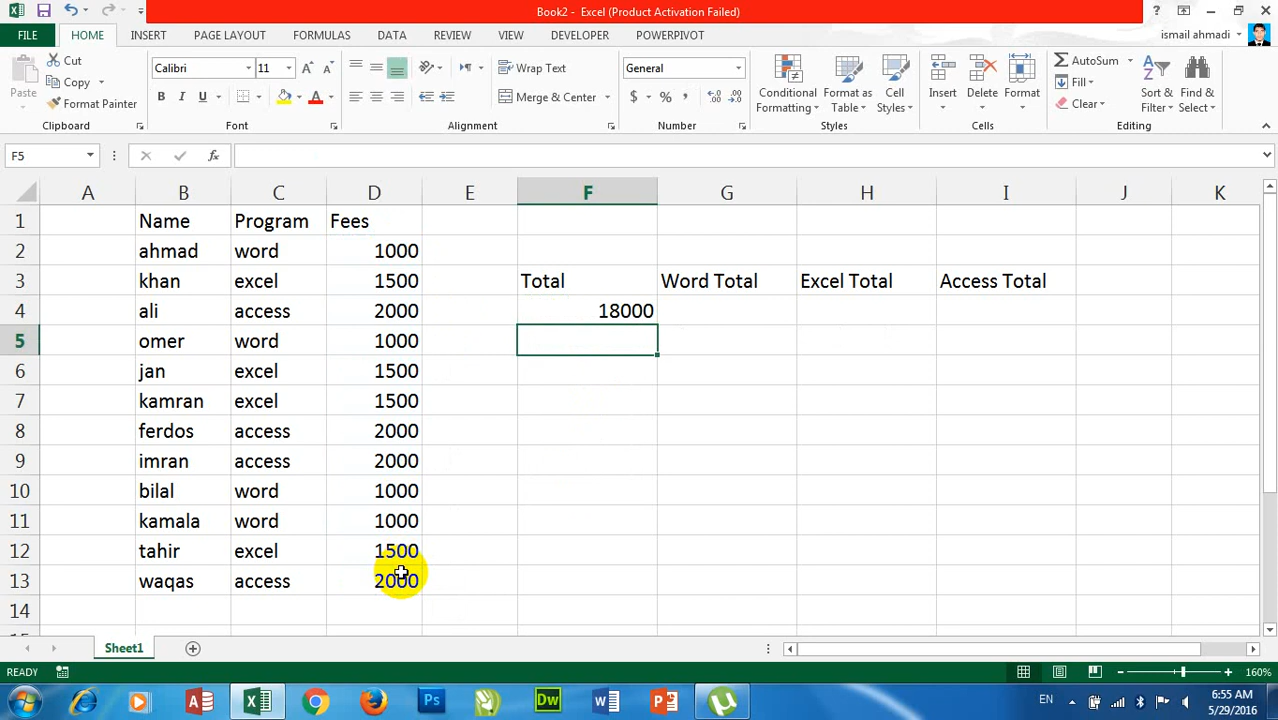 Book2 - Excel (Product Activation Failed)
FILE HOME INSERT PAGE LAYOUT FORMULAS DATA REVIEW VIEW DEVELOPER POWERPIVOT ismail ahmadi
Paste Cut Copy Format Painter Clipboard
Calibri 11 B I U A Font
Wrap Text Merge & Center Alignment
General $ % , Number
Conditional Formatting Format as Table Cell Styles Styles
Insert Delete Format Cells
AutoSum Fill Clear Sort & Filter Find & Select Editing
F5 fx
A B C D E F G H I J K
1 Name Program Fees
2 ahmad word 1000
3 khan excel 1500 Total Word Total Excel Total Access Total
4 ali access 2000 18000
5 omer word 1000
6 jan excel 1500
7 kamran excel 1500
8 ferdos access 2000
9 imran access 2000
10 bilal word 1000
11 kamala word 1000
12 tahir excel 1500
13 waqas access 2000
14
Sheet1
READY 160%
Ps Dw EN 6:55 AM
5/29/2016